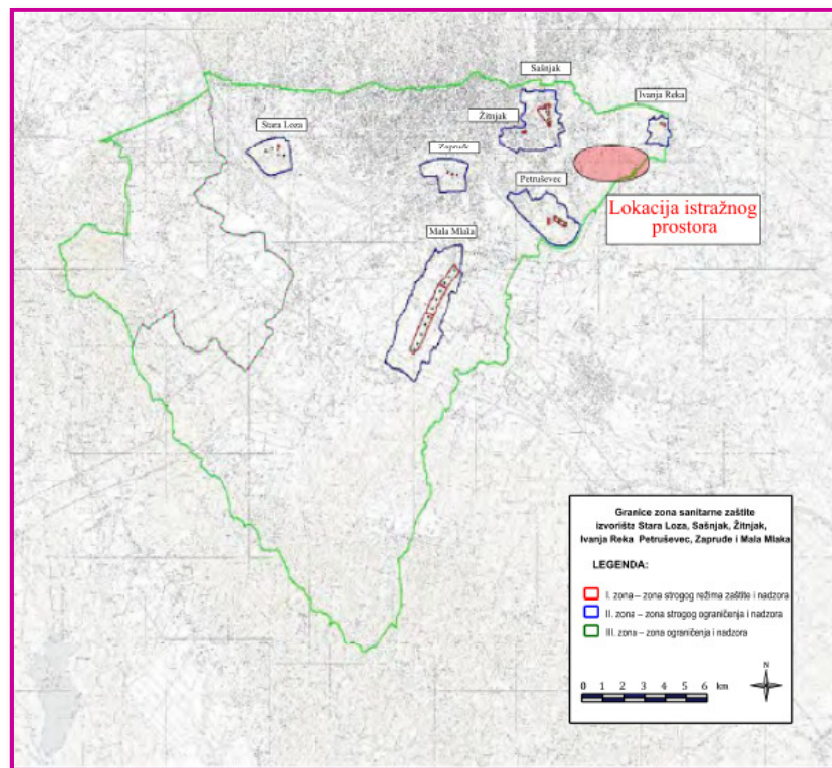 Sašnjak
Ivanja Reka
Žitnjak
Stara Loza
Zapruđe
Petruševec
Lokacija istražnog
prostora
Mala Mlaka
Granice zona sanitarne zaštite
izvorišta Stara Loza, Sašnjak, Žitnjak,
Ivanja Reka Petruševec, Zapruđe i Mala Mlaka
LEGENDA:
I. zona – zona strogog režima zaštite i nadzora
II. zona – zona strogog ograničenja i nadzora
III. zona – zona ograničenja i nadzora
N
0 1 2 3 4 5 6 km